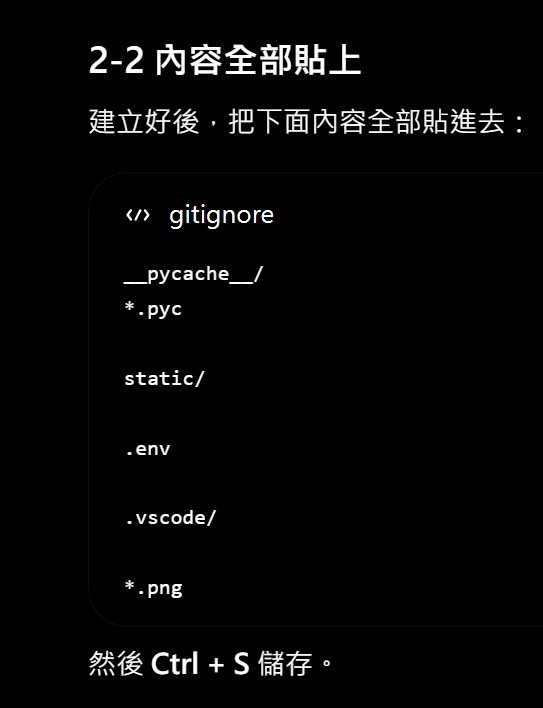 2-2 內容全部貼上
建立好後，把下面內容全部貼進去：
</> gitignore
__pycache__/
*.pyc
static/
.env
.vscode/
*.png
然後 Ctrl + S 儲存。